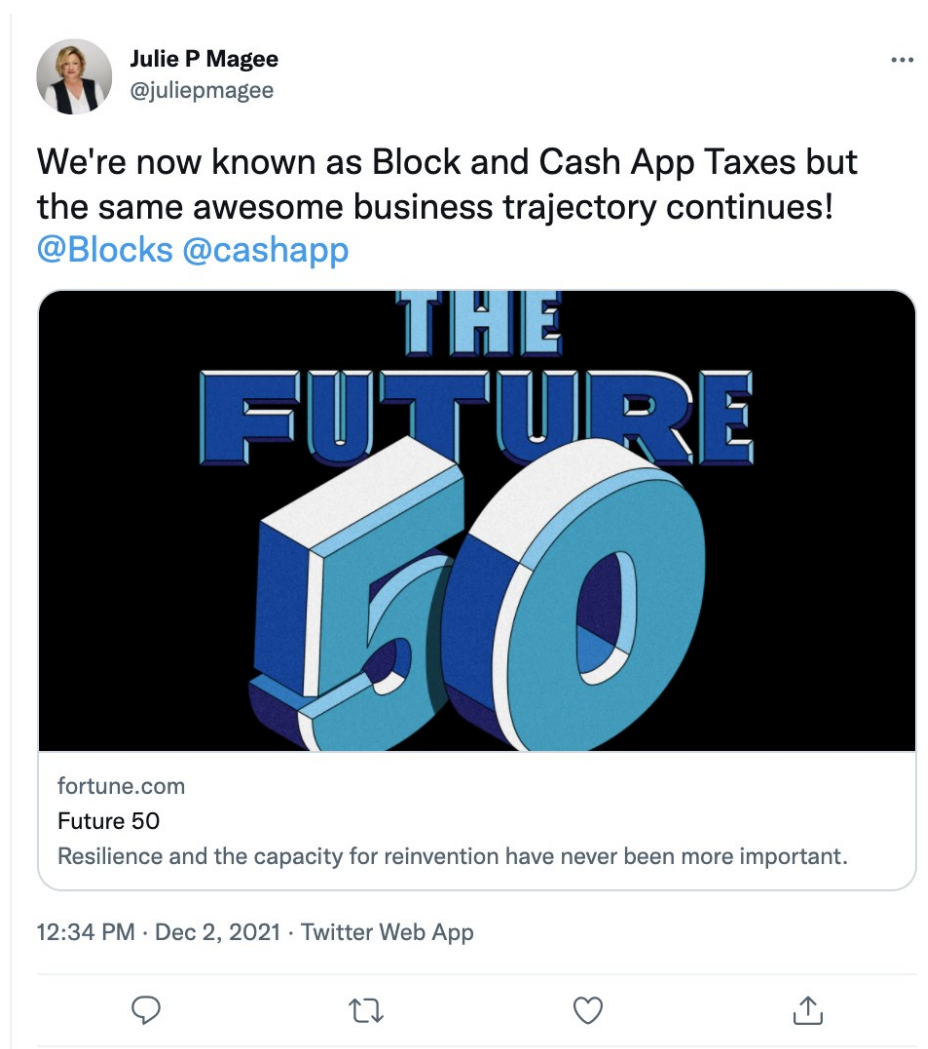 Julie P Magee
@juliepmagee
We're now known as Block and Cash App Taxes but
the same awesome business trajectory continues!
@Blocks @cashapp
THE
FUTURE
50
fortune.com
Future 50
Resilience and the capacity for reinvention have never been more important.
12:34 PM · Dec 2, 2021 · Twitter Web App